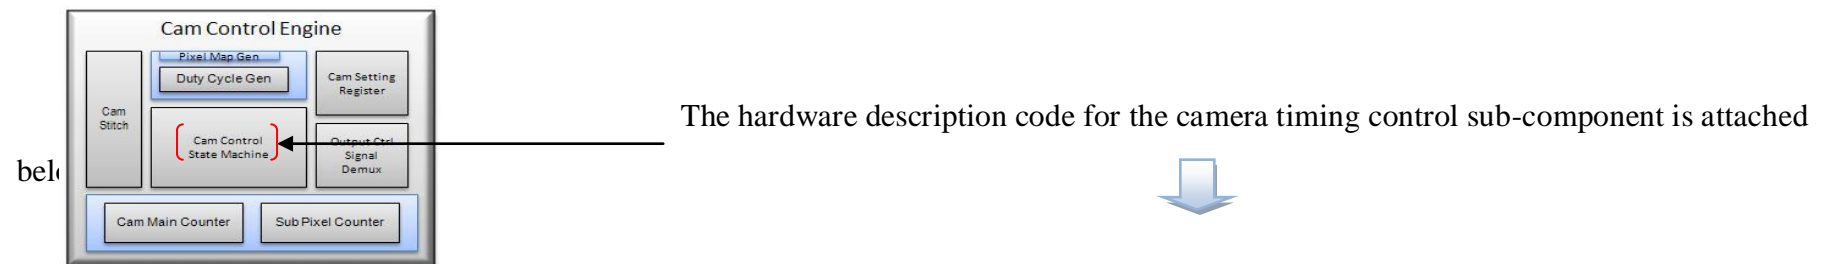 Cam Control Engine
Pixel Map Gen
Duty Cycle Gen
Cam Setting
Register
Cam
Stitch
The hardware description code for the camera timing control sub-component is attached
Cam Control
State Machine
Output Ctrl
Signal
Demux
Cam Main Counter
Sub Pixel Counter